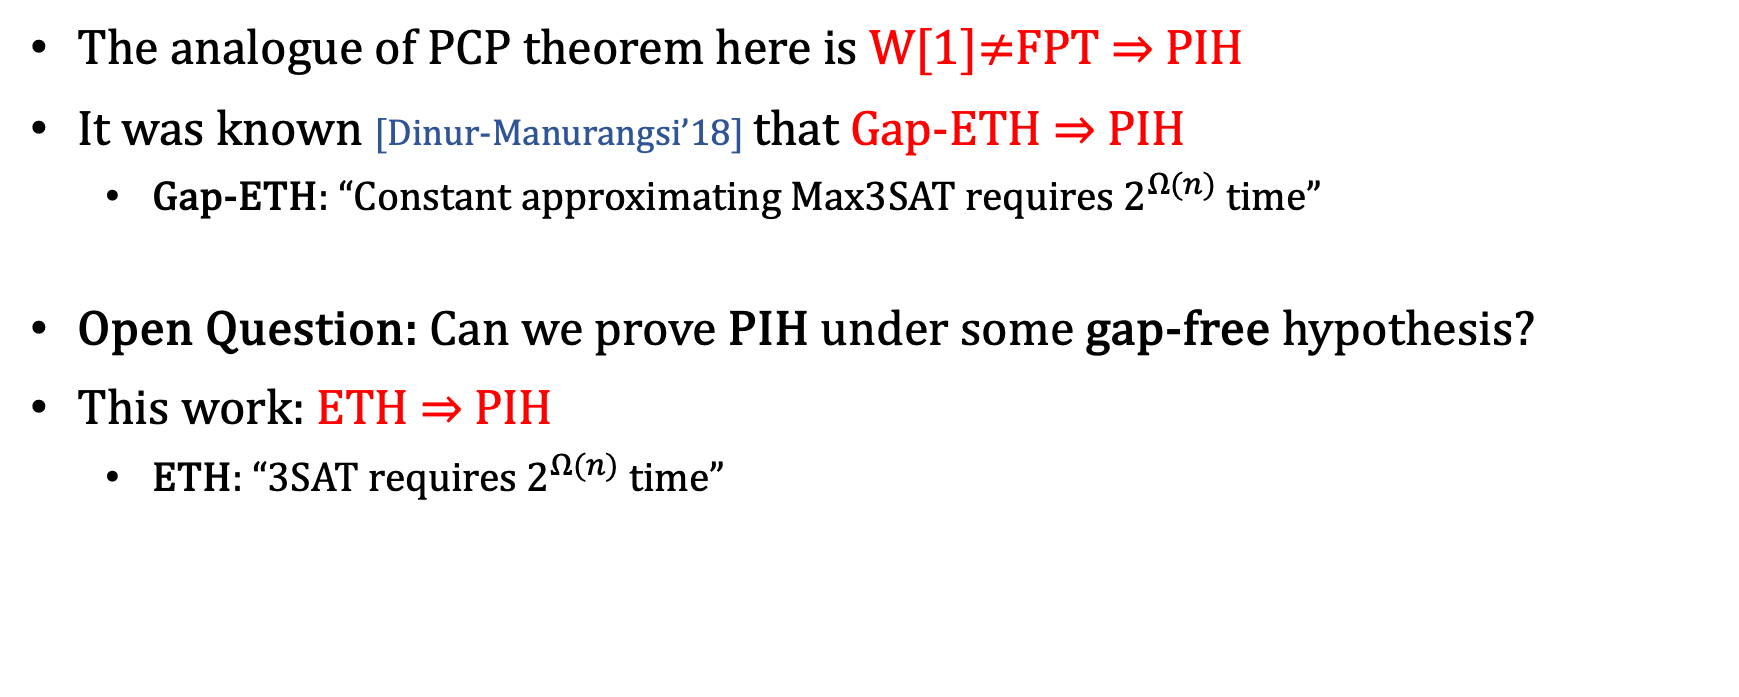 • The analogue of PCP theorem here is W[1]≠FPT ⇒ PIH
• It was known [Dinur-Manurangsi’18] that Gap-ETH ⇒ PIH
• Gap-ETH: “Constant approximating Max3SAT requires 2^Ω(n) time”
• Open Question: Can we prove PIH under some gap-free hypothesis?
• This work: ETH ⇒ PIH
• ETH: “3SAT requires 2^Ω(n) time”